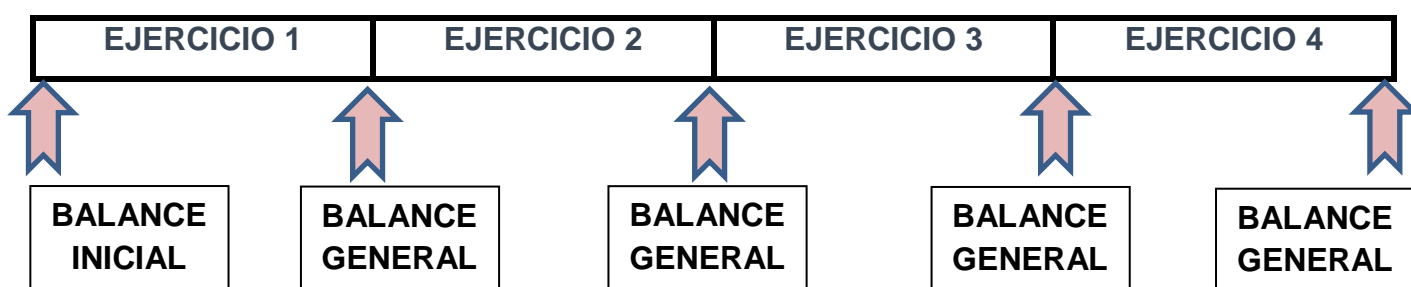 EJERCICIO 1 EJERCICIO 2 EJERCICIO 3 EJERCICIO 4
BALANCE
INICIAL
BALANCE
GENERAL
BALANCE
GENERAL
BALANCE
GENERAL
BALANCE
GENERAL